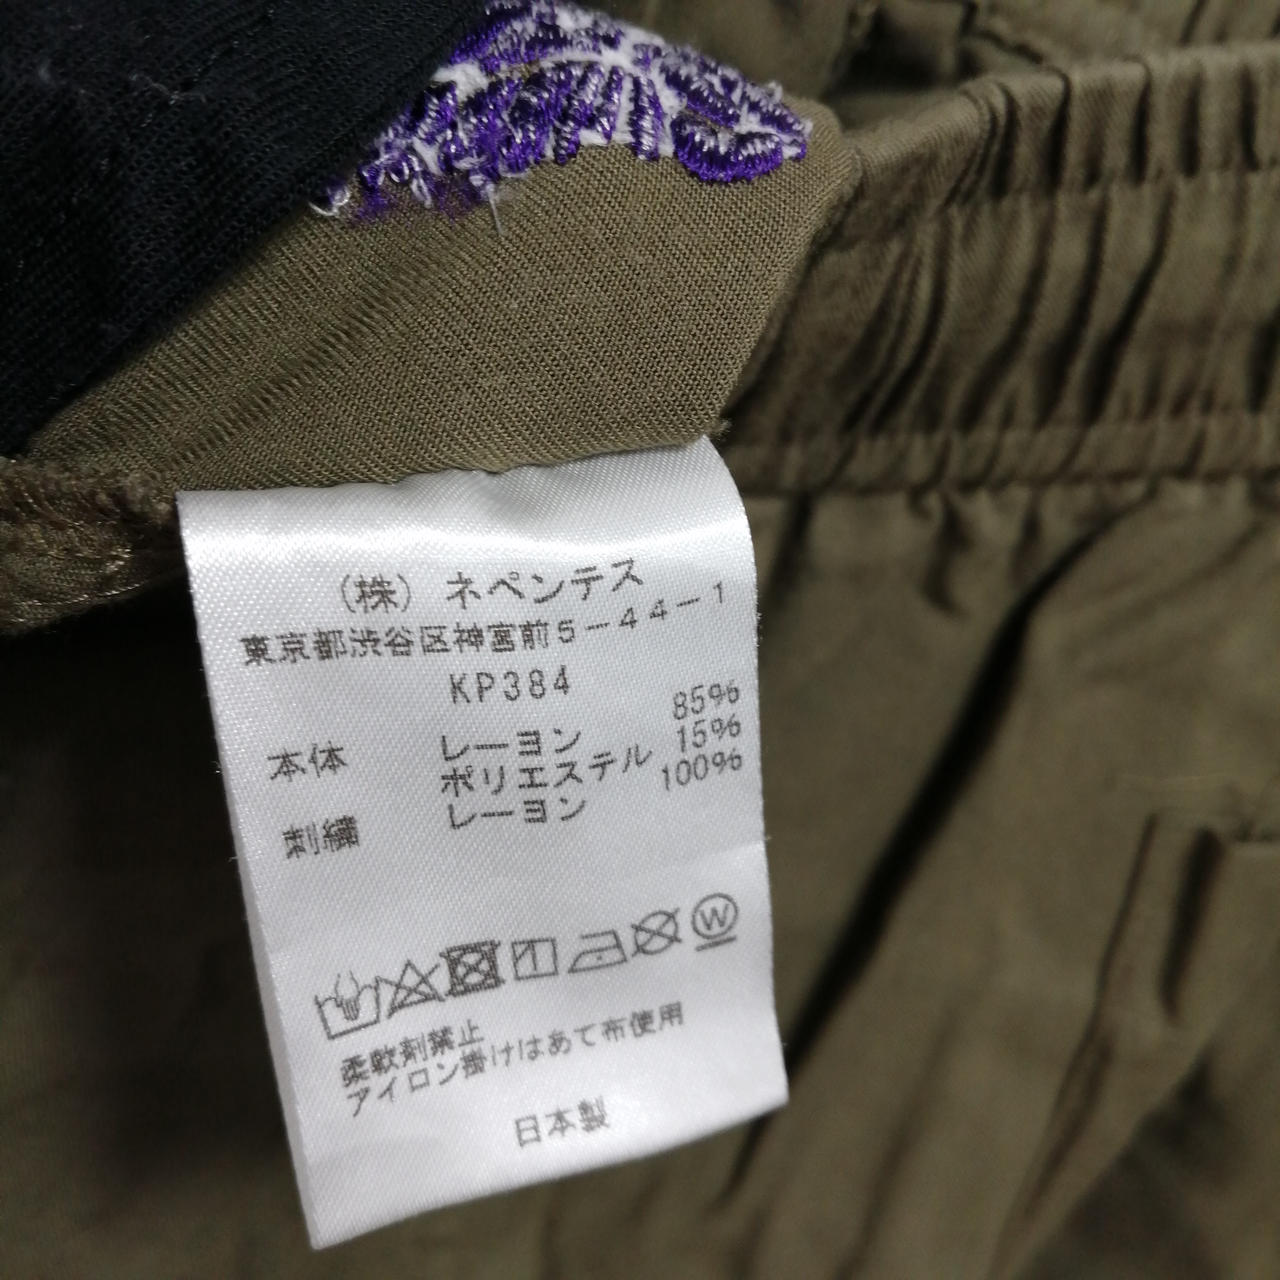 (株) ネペンテス
東京都渋谷区神宮前5-44-1
KP384
本体 レーヨン 85%
ポリエステル 15%
刺繍 レーヨン 100%
W
柔軟剤禁止
アイロン掛けはあて布使用
日本製